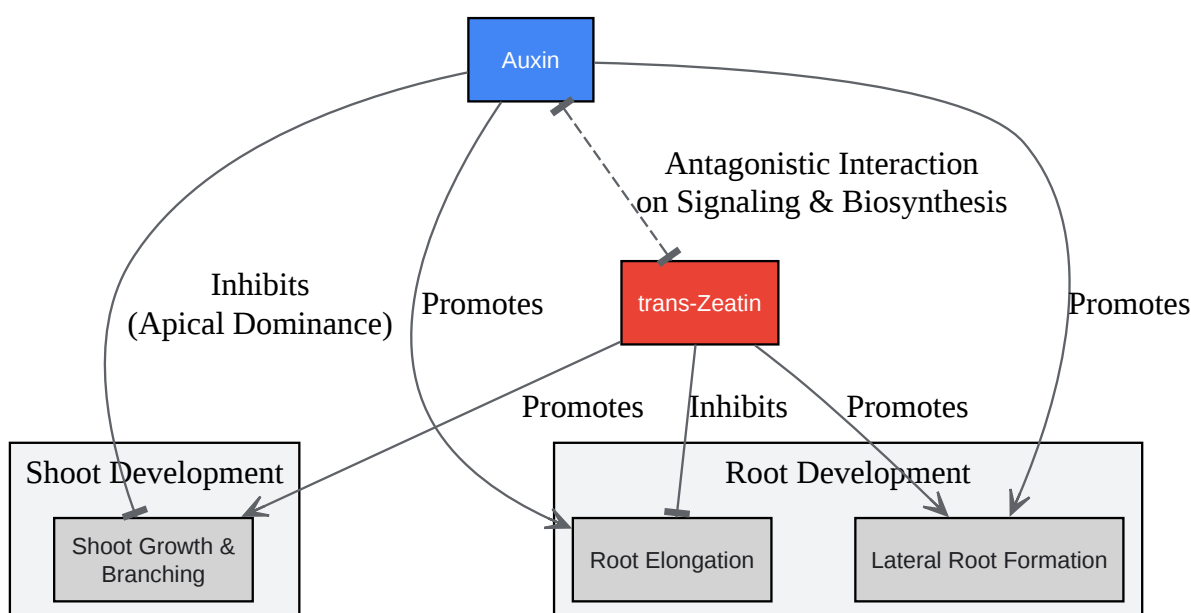 Auxin
Antagonistic Interaction
on Signaling & Biosynthesis
Inhibits
(Apical Dominance)
Promotes
trans-Zeatin
Promotes
Promotes
Inhibits
Promotes
Shoot Development
Root Development
Shoot Growth &
Branching
Root Elongation
Lateral Root Formation